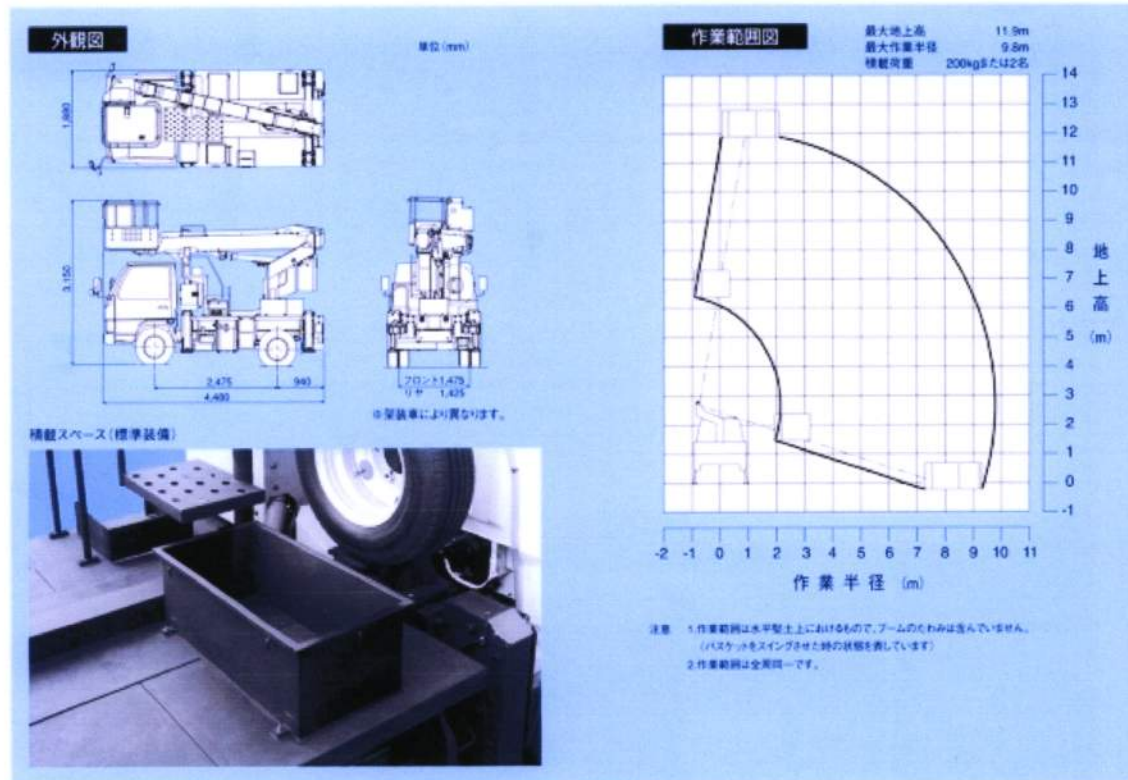 外観図
単位(mm)
1,880
3,150
2,475
940
4,480
フロント1,475
リヤ 1,425
※架装車により異なります。
積載スペース(標準装備)
作業範囲図
最大地上高 11.9m
最大作業半径 9.8m
積載荷重 200kgまたは2名
14
13
12
11
10
9
8
7
6
5
4
3
2
1
0
-1
地上高 (m)
-2 -1 0 1 2 3 4 5 6 7 8 9 10 11
作業半径 (m)
注意 1.作業範囲は水平堅土上におけるもので、ブームのたわみは含んでいません。
(バスケットをスイングさせた時の状態を表しています)
2.作業範囲は全周同一です。